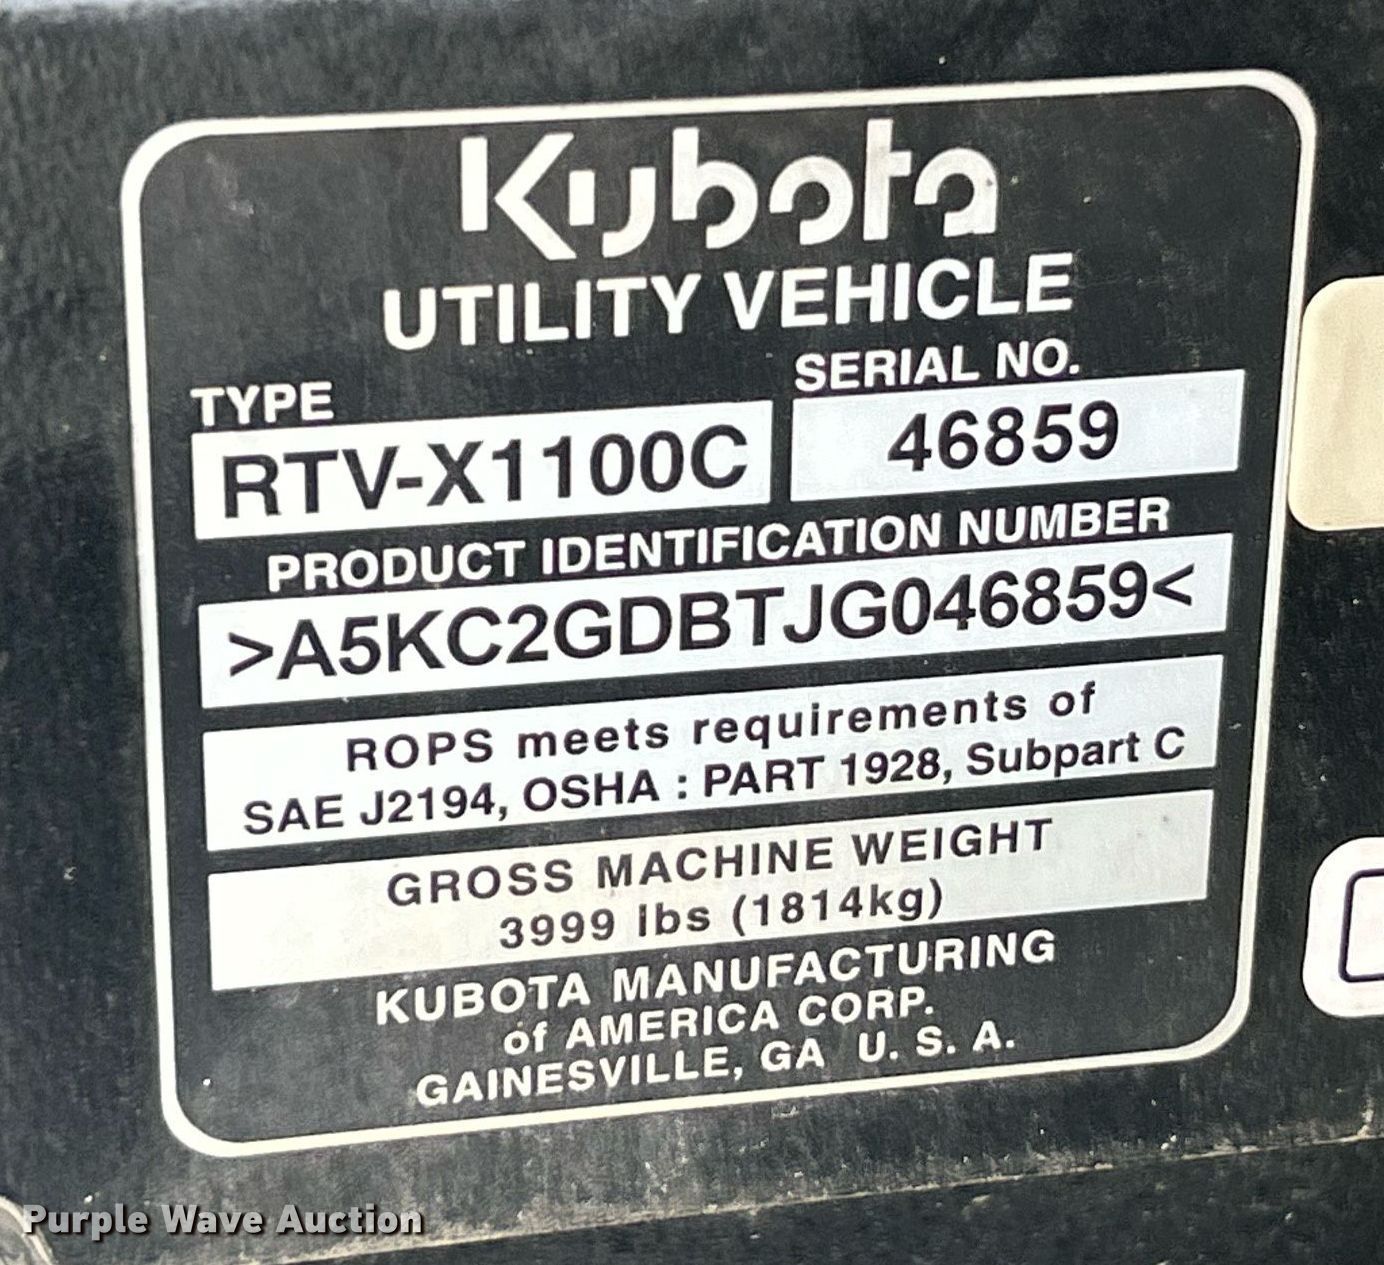 Kubota
UTILITY VEHICLE
TYPE
SERIAL NO.
RTV-X1100C
46859
PRODUCT IDENTIFICATION NUMBER
>A5KC2GDBTJG046859<
ROPS meets requirements of
SAE J2194, OSHA : PART 1928, Subpart C
GROSS MACHINE WEIGHT
3999 lbs (1814kg)
KUBOTA MANUFACTURING
of AMERICA CORP.
GAINESVILLE, GA U. S. A.
Purple Wave Auction